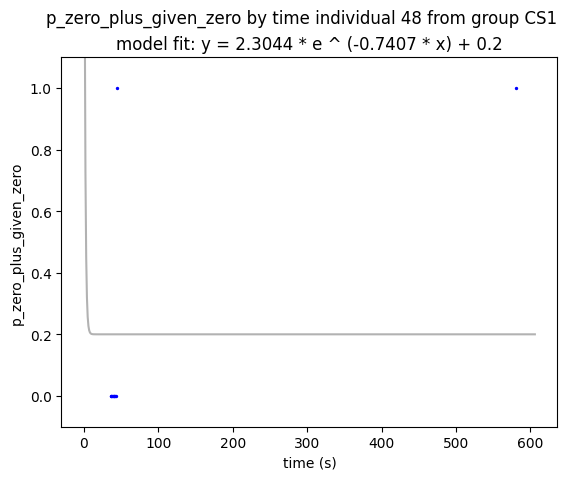 p_zero_plus_given_zero by time individual 48 from group CS1
model fit: y = 2.3044 * e ^ (-0.7407 * x) + 0.2
1.0
0.8
0.6
0.4
0.2
0.0
p_zero_plus_given_zero
0 100 200 300 400 500 600
time (s)